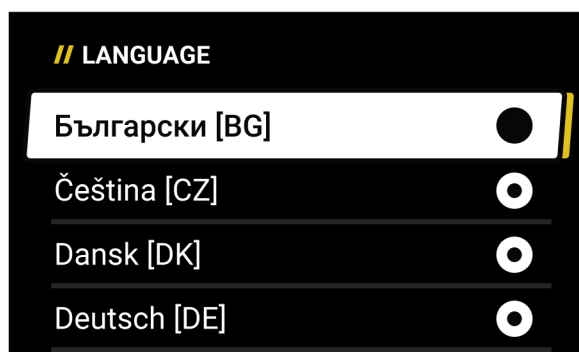 // LANGUAGE
Български [BG]
Čeština [CZ]
Dansk [DK]
Deutsch [DE]